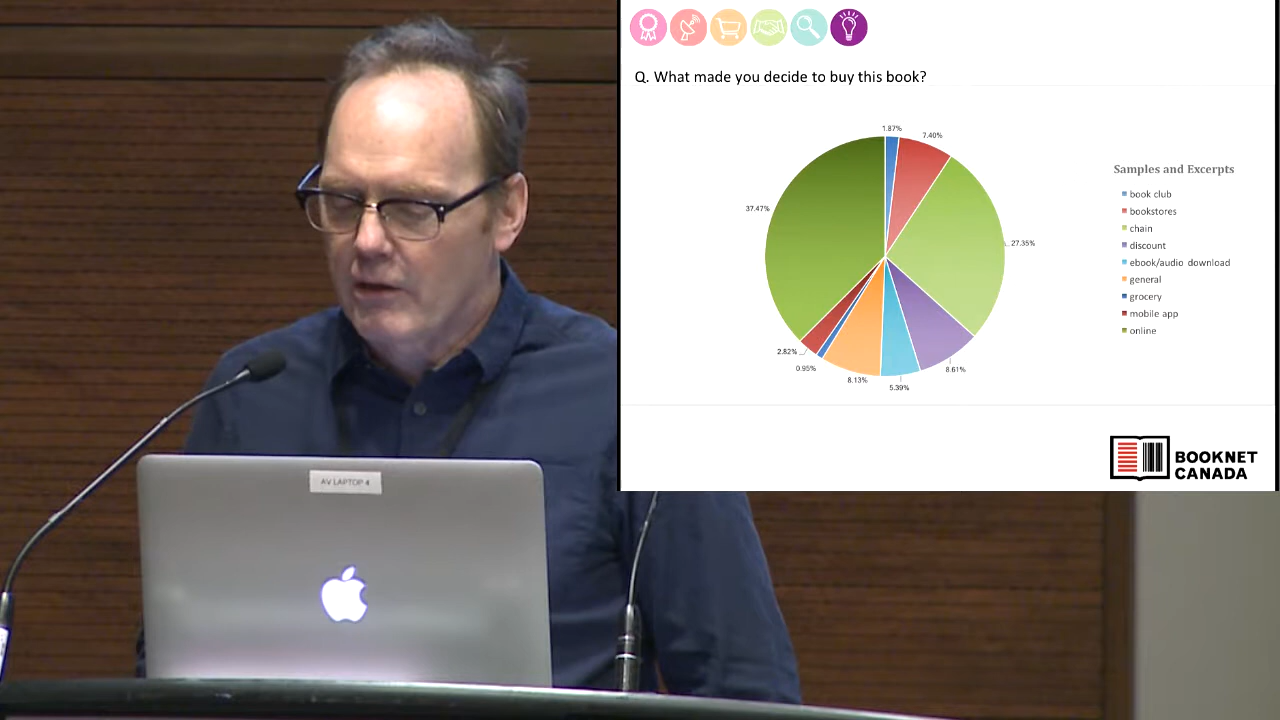 Q. What made you decide to buy this book?
1.87%
7.40%
37.47%
27.35%
2.82%
0.95%
8.13%
5.39%
8.61%
Samples and Excerpts
book club
bookstores
chain
discount
ebook/audio download
general
grocery
mobile app
online
BOOKNET
CANADA
AV LAPTOP 4